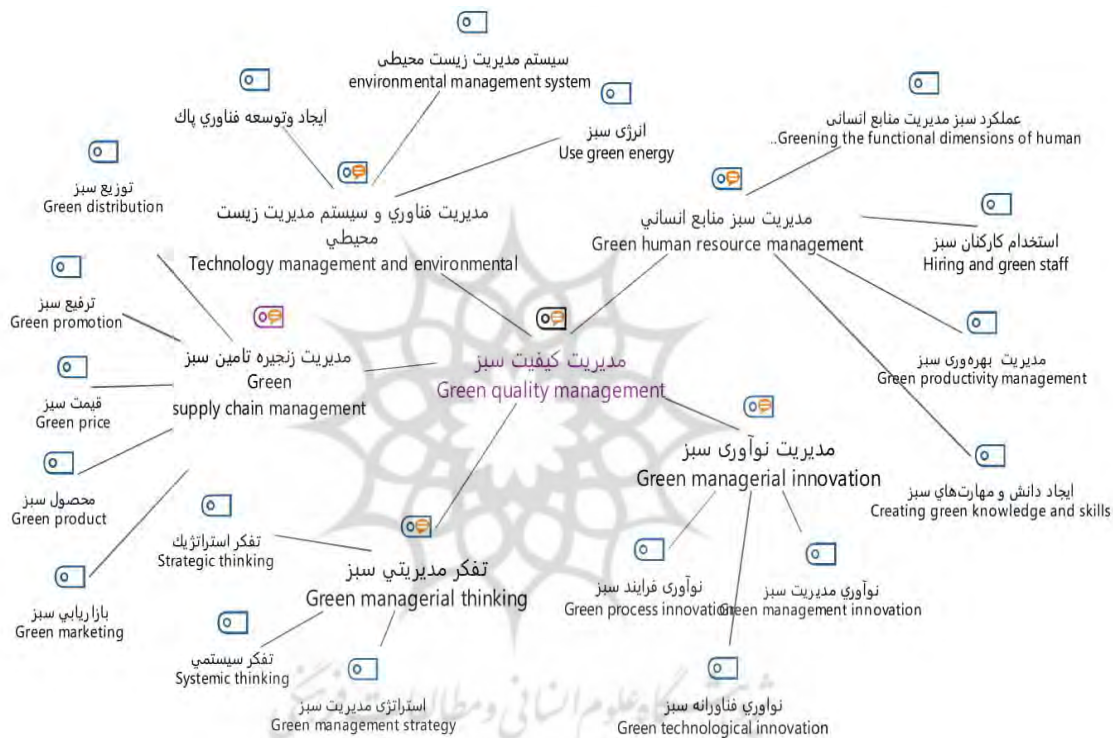 سیستم مدیریت زیست محیطی
environmental management system
ایجاد وتوسعه فناوري پاك
انرژی سبز
Use green energy
عملکرد سبز مدیریت منابع انسانی
..Greening the functional dimensions of human
توزیع سبز
Green distribution
مدیریت فناوري و سیستم مدیریت زیست
محیطي
Technology management and environmental
مدیریت سبز منابع انساني
Green human resource management
استخدام کارکنان سبز
Hiring and green staff
ترفیع سبز
Green promotion
مدیریت زنجیره تامین سبز
Green
supply chain management
مدیریت کیفیت سبز
Green quality management
مدیریت بهره‌وری سبز
Green productivity management
قیمت سبز
Green price
مدیریت نوآوری سبز
Green managerial innovation
محصول سبز
Green product
ایجاد دانش و مهارت‌هاي سبز
Creating green knowledge and skills
تفکر استراتژیك
Strategic thinking
تفکر مدیریتي سبز
Green managerial thinking
نوآوری فرایند سبز
Green process innovation
نوآوري مدیریت سبز
Green management innovation
بازاریابي سبز
Green marketing
تفکر سیستمي
Systemic thinking
استراتژی مدیریت سبز
Green management strategy
نواوري فناورانه سبز
Green technological innovation
پژوهشگاه علوم انسانی و مطالعات فرهنگی